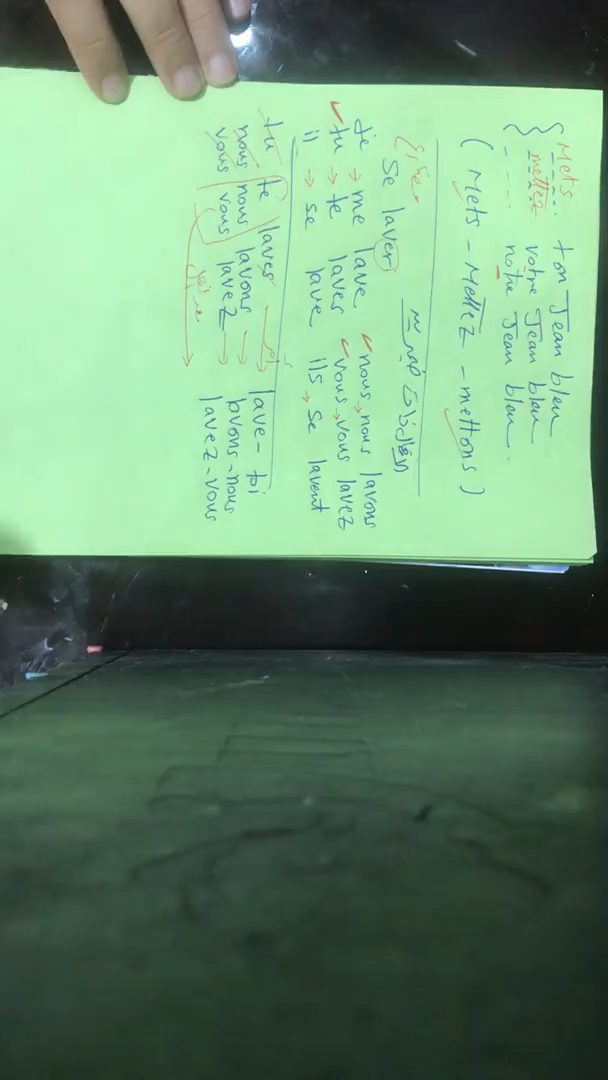 Mets ton Jean bleu
mettez votre Jean bleu
.... notre Jean bleu.
(Mets - Mettez - mettons)
Se laver
Je → me lave nous → nous lavons
tu → te laves vous → vous lavez
il → se lave ils → se lavent
tu te laves → lave-toi
nous nous lavons → lavons-nous
vous vous lavez → lavez-vous